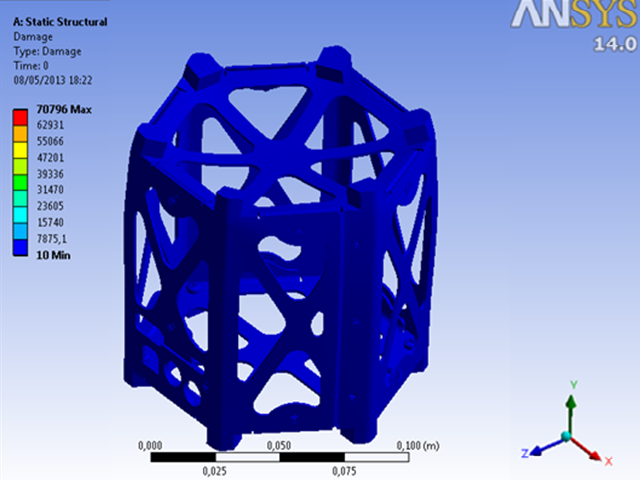 A: Static Structural
Damage
Type: Damage
Time: 0
08/05/2013 18:22
70796 Max
62931
55066
47201
39336
31470
23605
15740
7875,1
10 Min
ANSYS
14.0
0,000
0,050
0,100 (m)
0,025
0,075
Y
Z
X